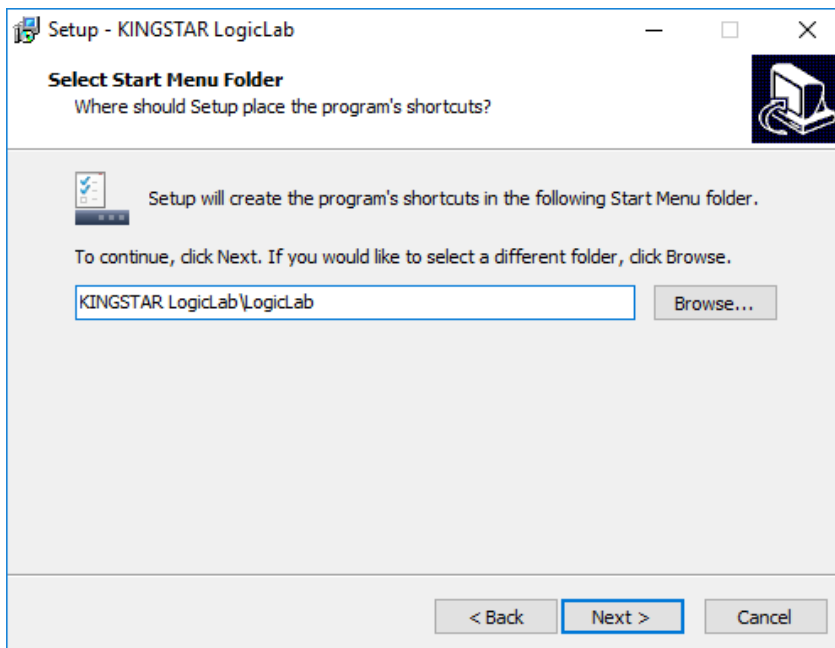 Setup - KINGSTAR LogicLab
Select Start Menu Folder
Where should Setup place the program's shortcuts?
Setup will create the program's shortcuts in the following Start Menu folder.
To continue, click Next. If you would like to select a different folder, click Browse.
KINGSTAR LogicLab\LogicLab
Browse...
< Back
Next >
Cancel